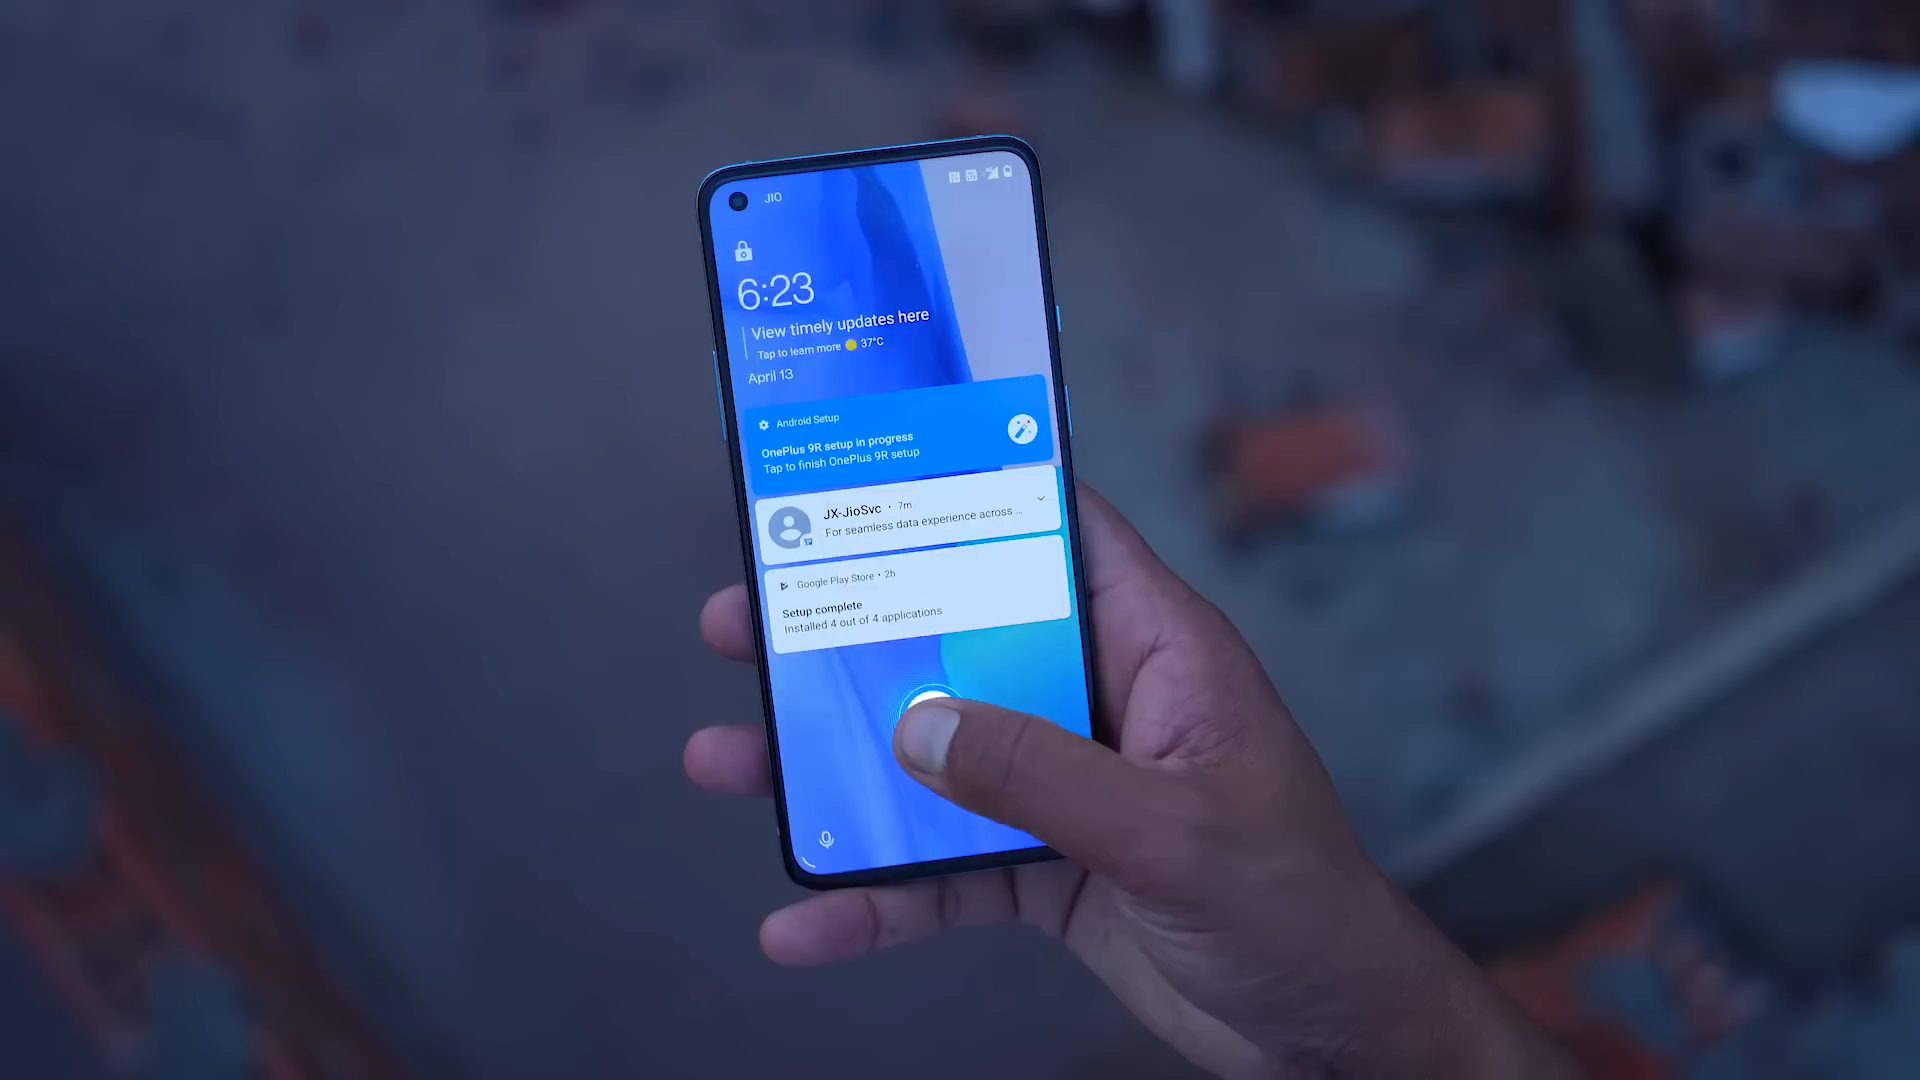 JIO
6:23
View timely updates here
Tap to learn more 37°C
April 13
Android Setup
OnePlus 9R setup in progress
Tap to finish OnePlus 9R setup
JX-JioSvc • 7m
For seamless data experience across ...
Google Play Store • 2h
Setup complete
Installed 4 out of 4 applications